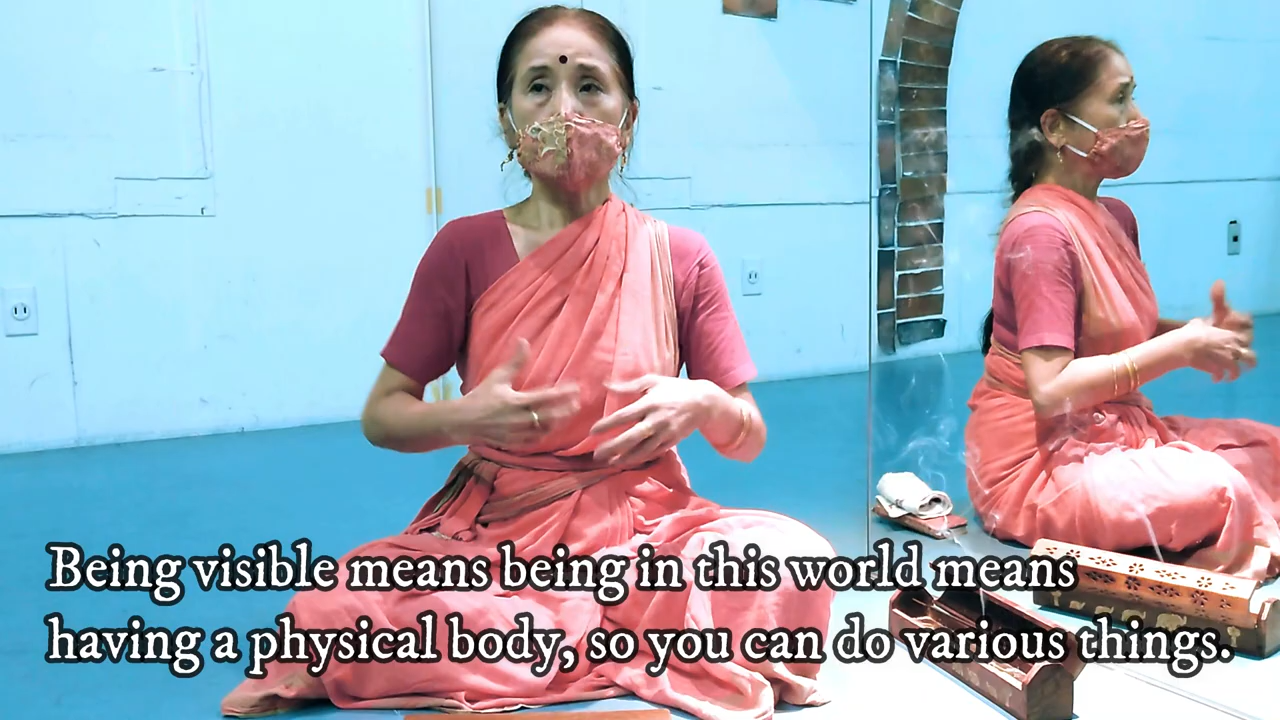 Being visible means being in this world means
having a physical body, so you can do various things.